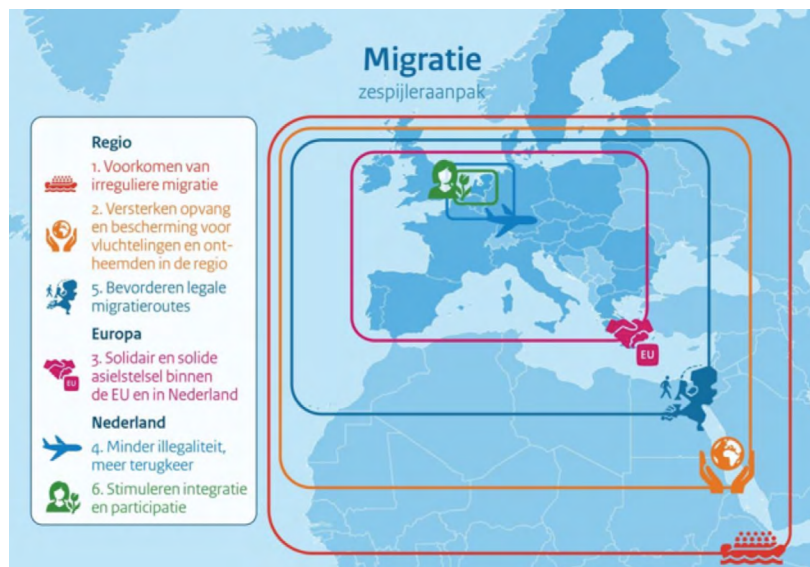 Migratie
zespijleraanpak
Regio
1. Voorkomen van
irreguliere migratie
2. Versterken opvang
en bescherming voor
vluchtelingen en ont-
heemden in de regio
5. Bevorderen legale
migratieroutes
Europa
3. Solidair en solide
asielstelsel binnen
de EU en in Nederland
EU
Nederland
4. Minder illegaliteit,
meer terugkeer
6. Stimuleren integratie
en participatie
EU